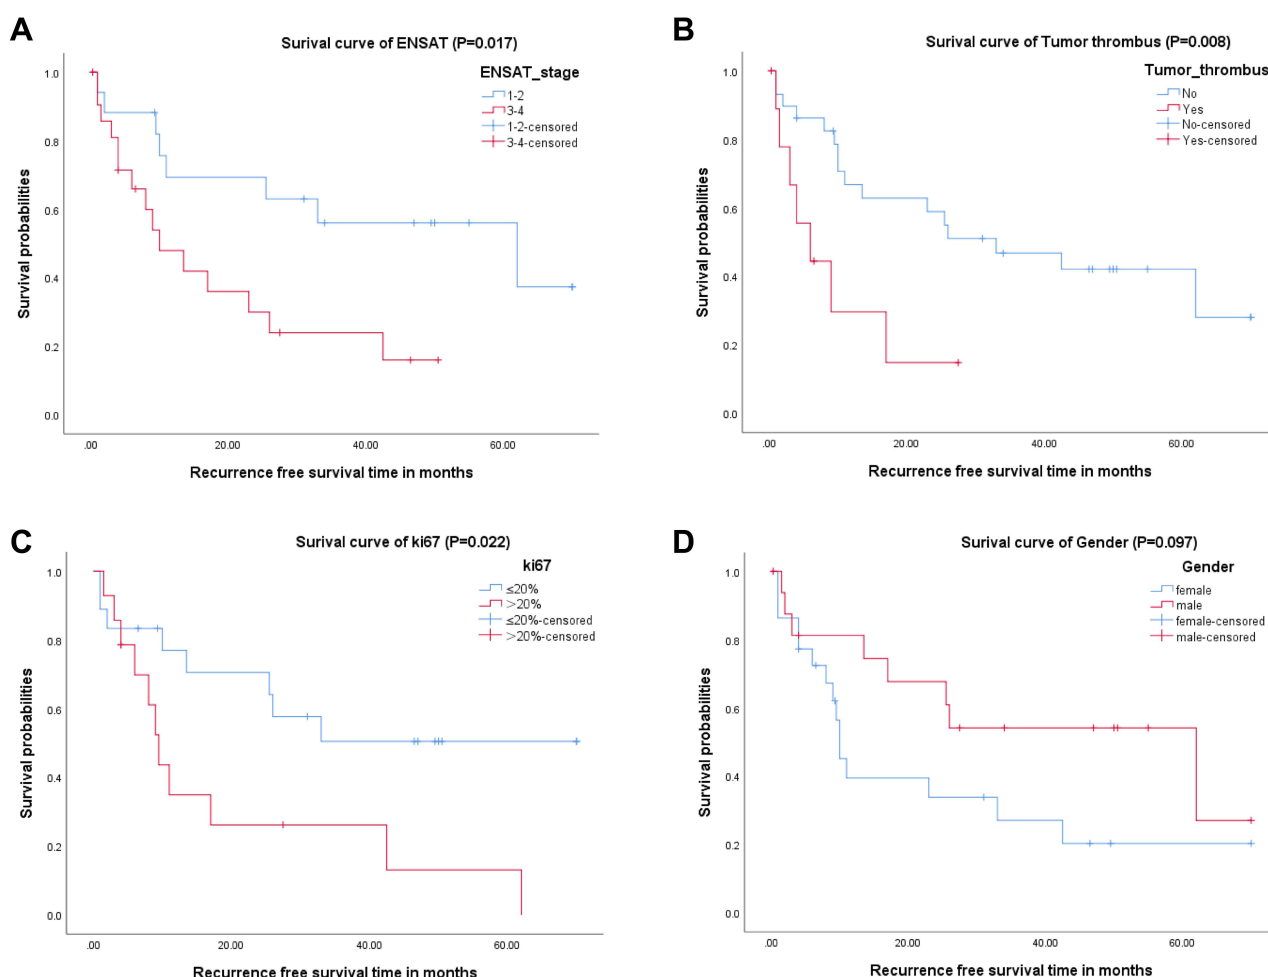 A
Surival curve of ENSAT (P=0.017)
ENSAT_stage
1-2
3-4
1-2-censored
3-4-censored
Survival probabilities
1.0
0.8
0.6
0.4
0.2
0.0
.00 20.00 40.00 60.00
Recurrence free survival time in months
B
Surival curve of Tumor thrombus (P=0.008)
Tumor_thrombus
No
Yes
No-censored
Yes-censored
Survival probabilities
1.0
0.8
0.6
0.4
0.2
0.0
.00 20.00 40.00 60.00
Recurrence free survival time in months
C
Surival curve of ki67 (P=0.022)
ki67
≤20%
>20%
≤20%-censored
>20%-censored
Survival probabilities
1.0
0.8
0.6
0.4
0.2
0.0
.00 20.00 40.00 60.00
Recurrence free survival time in months
D
Surival curve of Gender (P=0.097)
Gender
female
male
female-censored
male-censored
Survival probabilities
1.0
0.8
0.6
0.4
0.2
0.0
.00 20.00 40.00 60.00
Recurrence free survival time in months